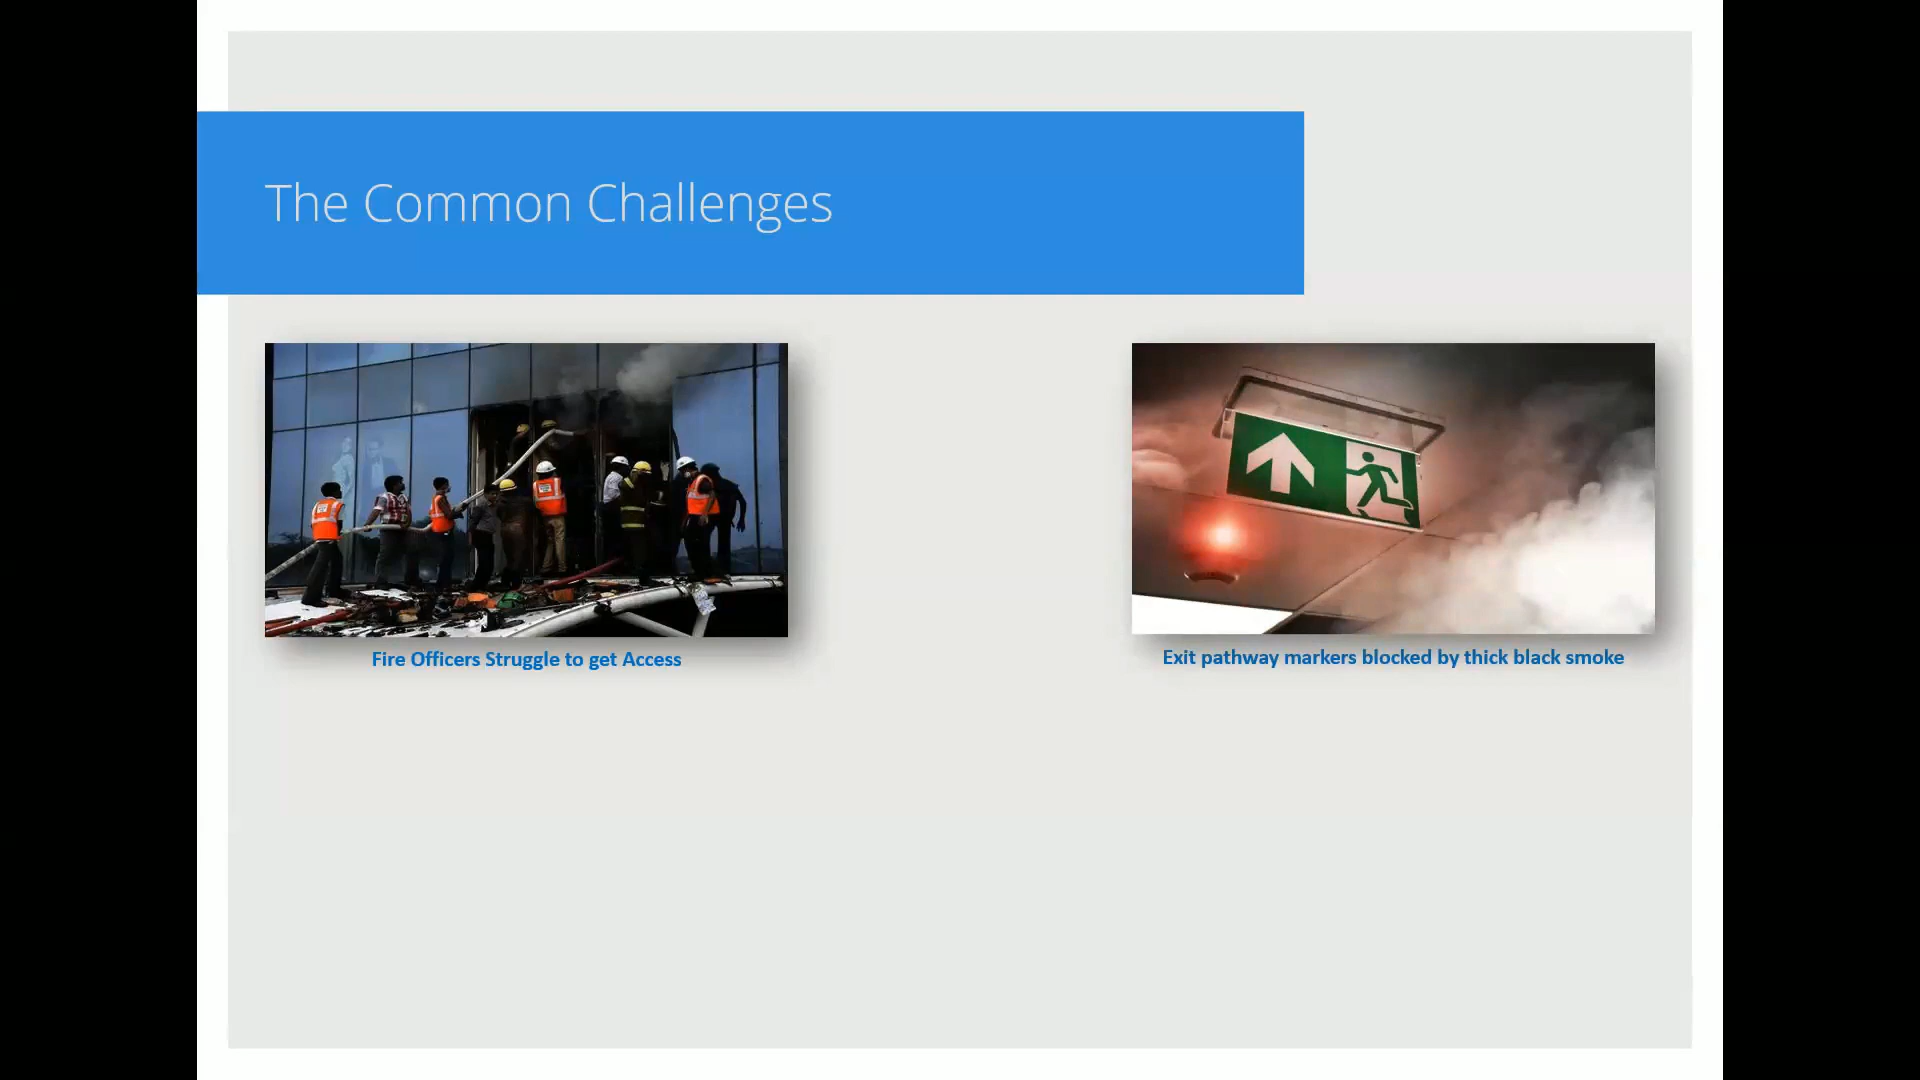 The Common Challenges
Fire Officers Struggle to get Access
Exit pathway markers blocked by thick black smoke